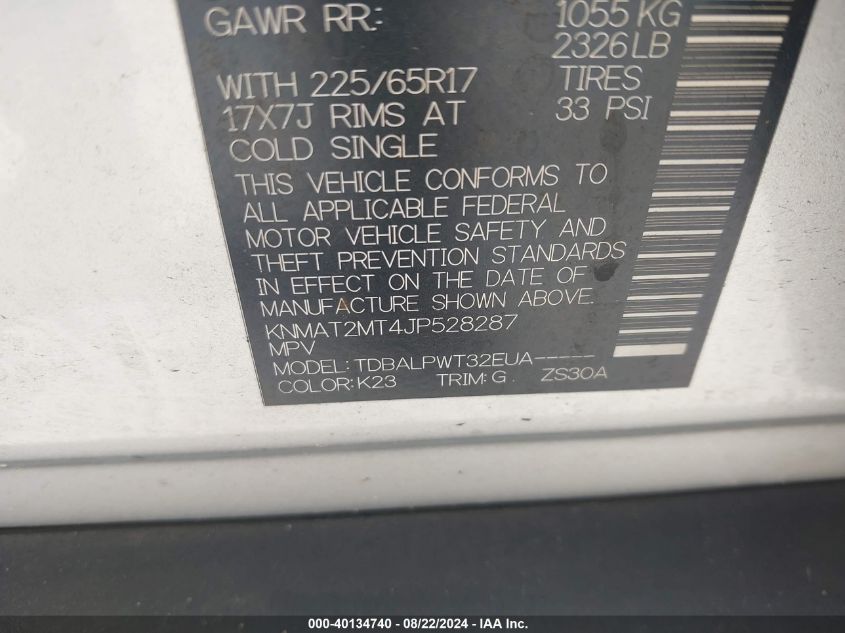 GAWR RR: 1055 KG
2326 LB
WITH 225/65R17 TIRES
17X7J RIMS AT 33 PSI
COLD SINGLE
THIS VEHICLE CONFORMS TO
ALL APPLICABLE FEDERAL
MOTOR VEHICLE SAFETY AND
THEFT PREVENTION STANDARDS
IN EFFECT ON THE DATE OF
MANUFACTURE SHOWN ABOVE.
KNMAT2MT4JP528287
MPV
MODEL: TDBALPWT32EUA-----
COLOR: K23 TRIM: G ZS30A
000-40134740 - 08/22/2024 - IAA Inc.